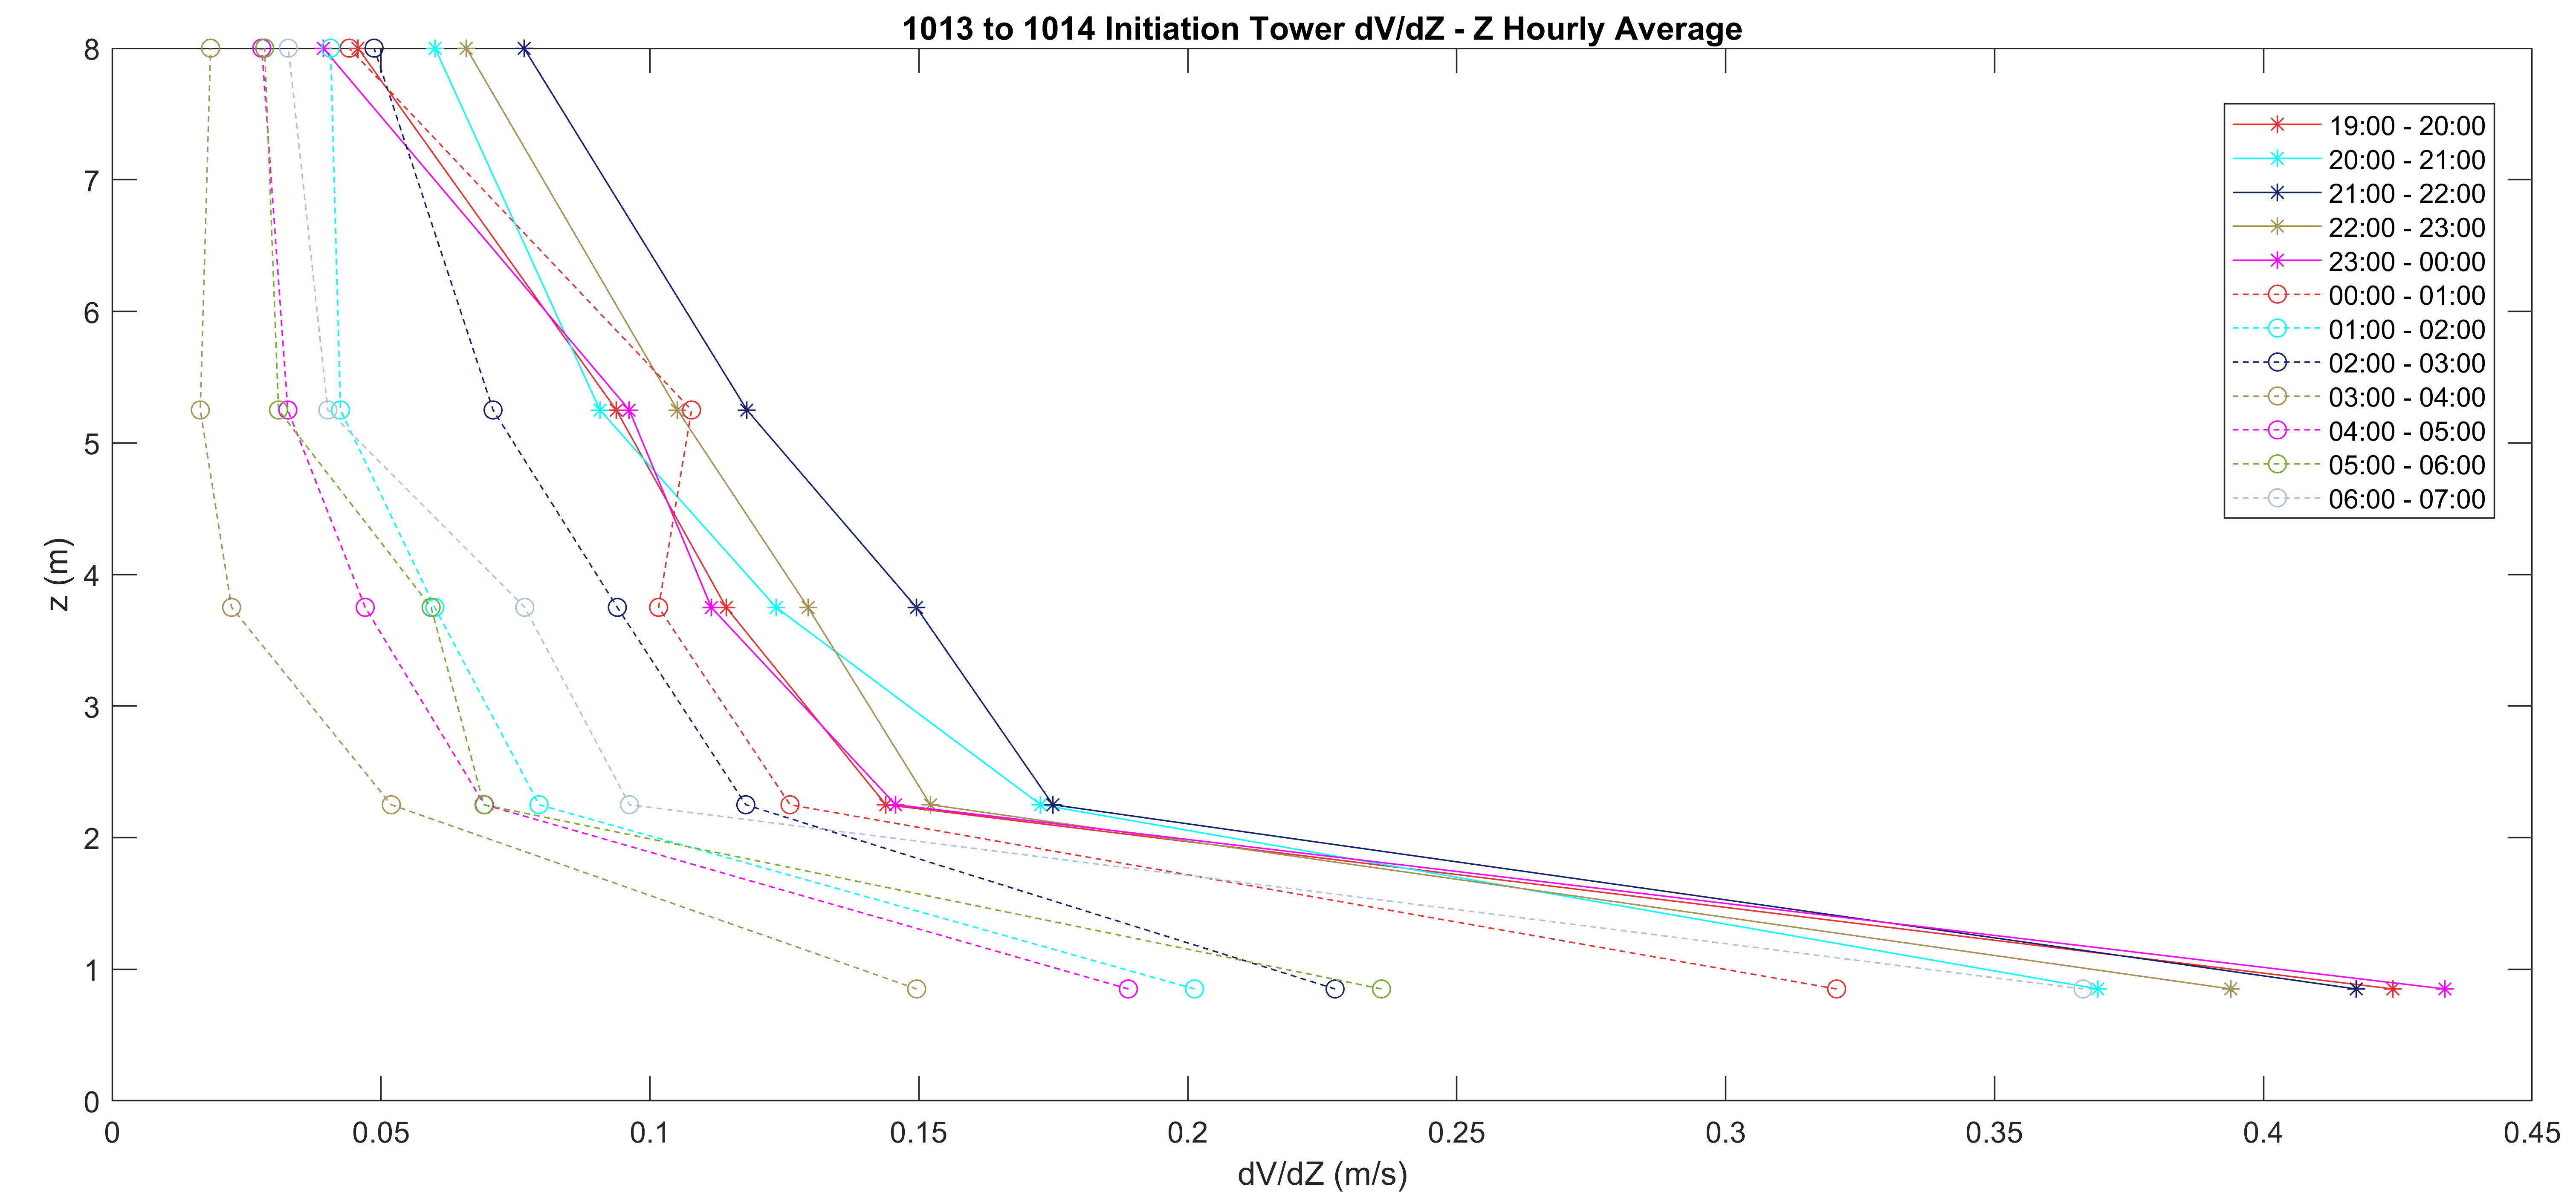 1013 to 1014 Initiation Tower dV/dZ - Z Hourly Average
8
7
6
5
4
3
2
1
0
z (m)
19:00 - 20:00
20:00 - 21:00
21:00 - 22:00
22:00 - 23:00
23:00 - 00:00
00:00 - 01:00
01:00 - 02:00
02:00 - 03:00
03:00 - 04:00
04:00 - 05:00
05:00 - 06:00
06:00 - 07:00
0 0.05 0.1 0.15 0.2 0.25 0.3 0.35 0.4 0.45
dV/dZ (m/s)